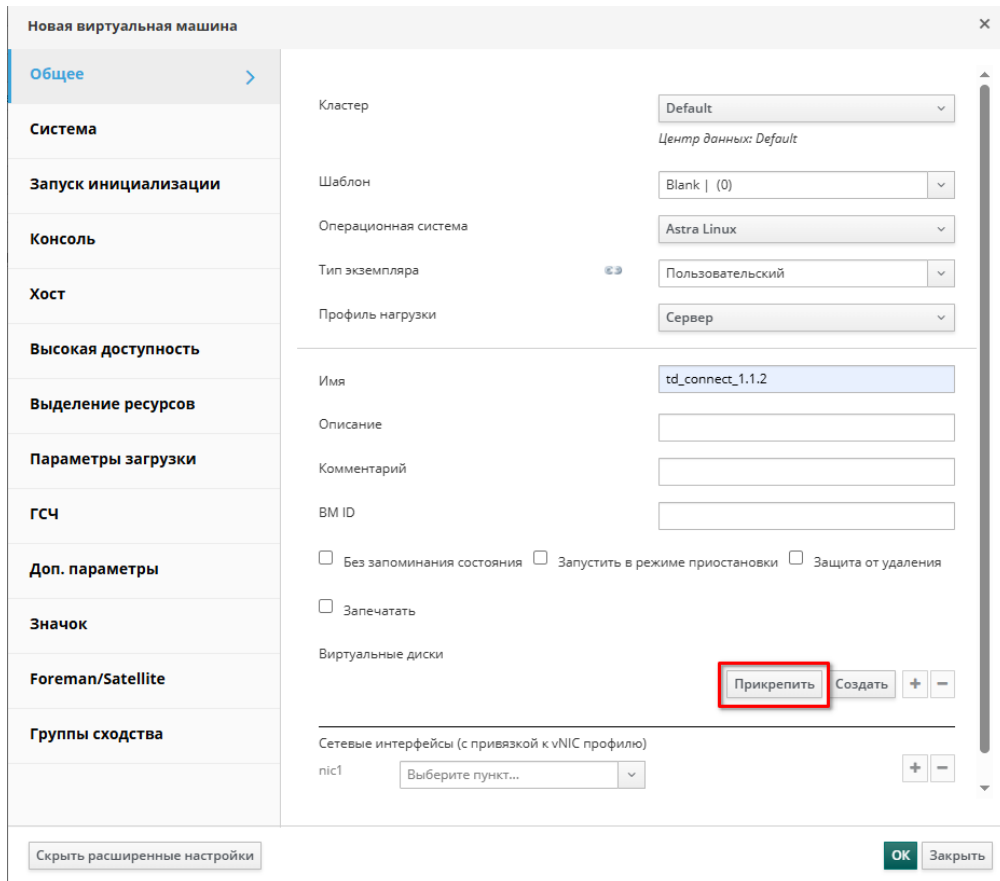 Новая виртуальная машина
Общее
Система
Запуск инициализации
Консоль
Хост
Высокая доступность
Выделение ресурсов
Параметры загрузки
ГСЧ
Доп. параметры
Значок
Foreman/Satellite
Группы сходства
Кластер
Default
Центр данных: Default
Шаблон
Blank | (0)
Операционная система
Astra Linux
Тип экземпляра
Пользовательский
Профиль нагрузки
Сервер
Имя
td_connect_1.1.2
Описание
Комментарий
ВМ ID
Без запоминания состояния Запустить в режиме приостановки Защита от удаления
Запечатать
Виртуальные диски
Прикрепить Создать + −
Сетевые интерфейсы (с привязкой к vNIC профилю)
nic1 Выберите пункт... + −
Скрыть расширенные настройки OK Закрыть